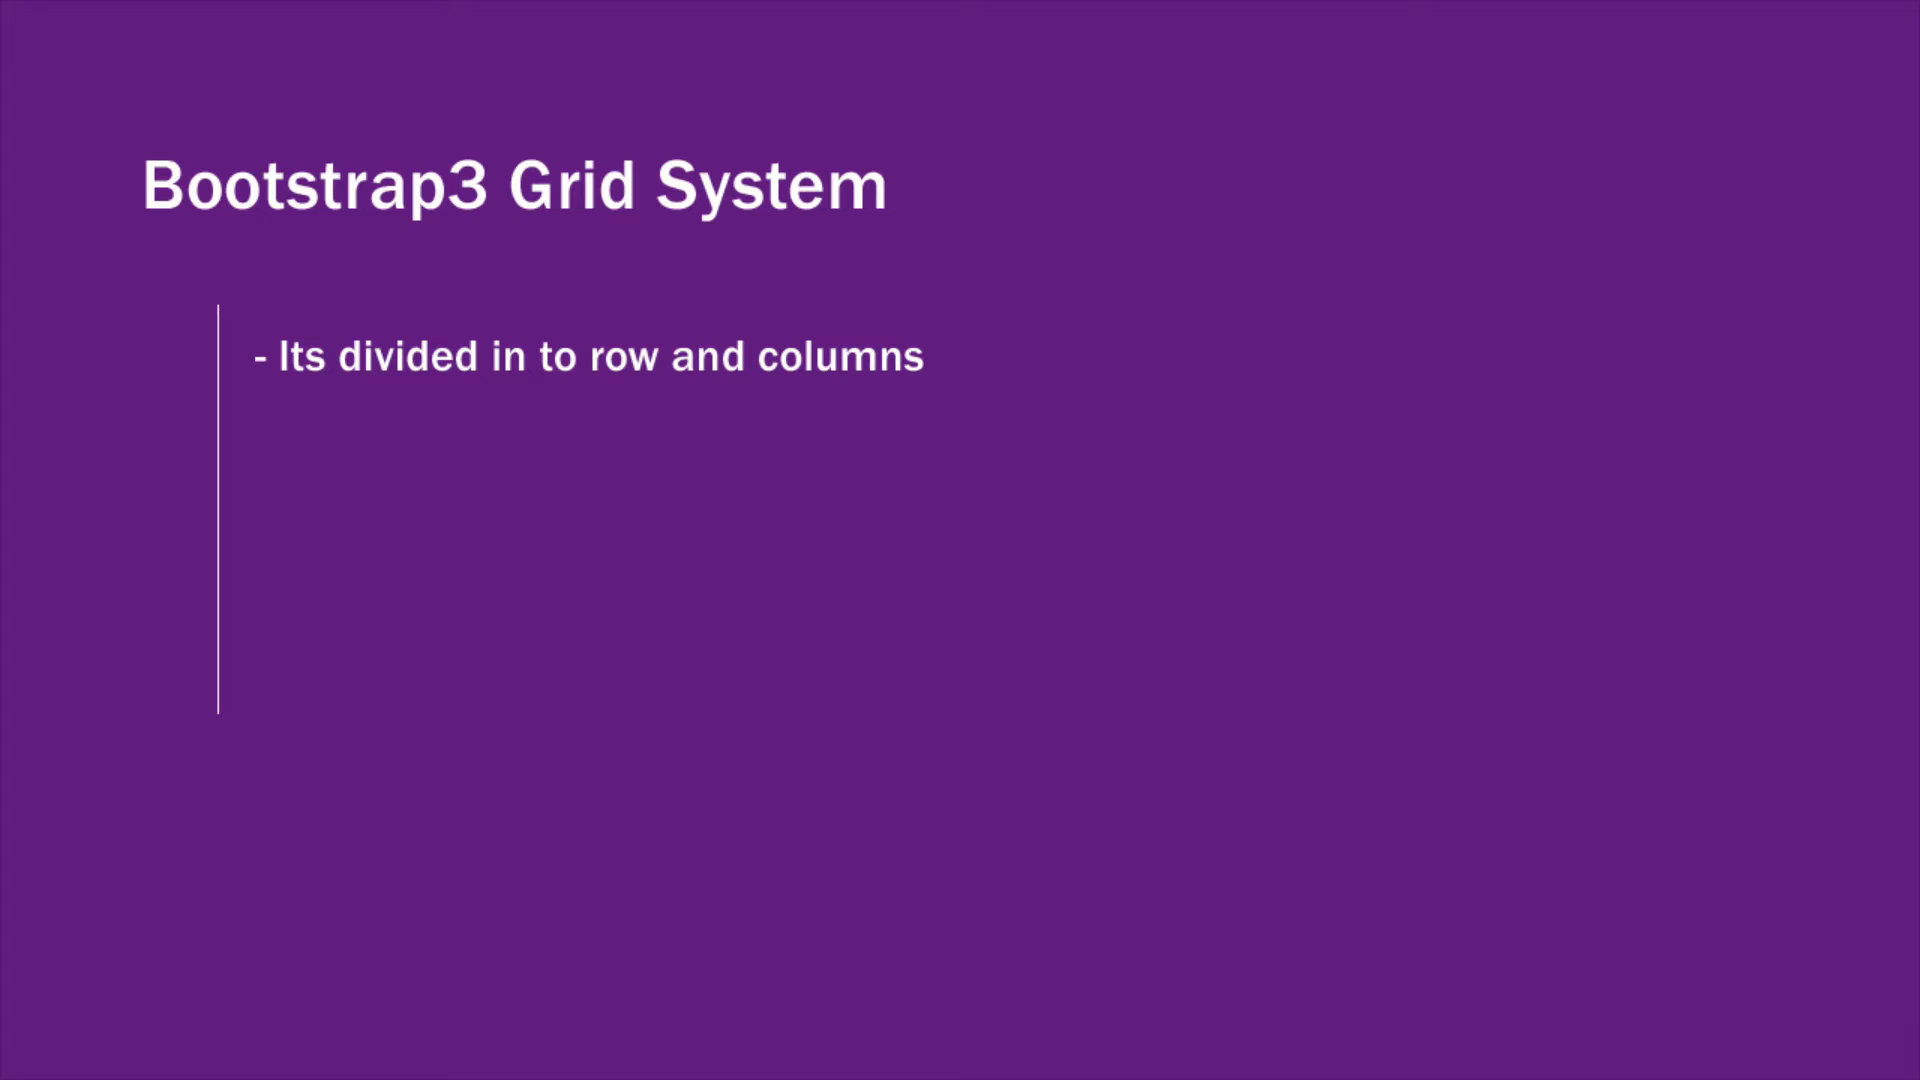 Bootstrap3 Grid System
- Its divided in to row and columns